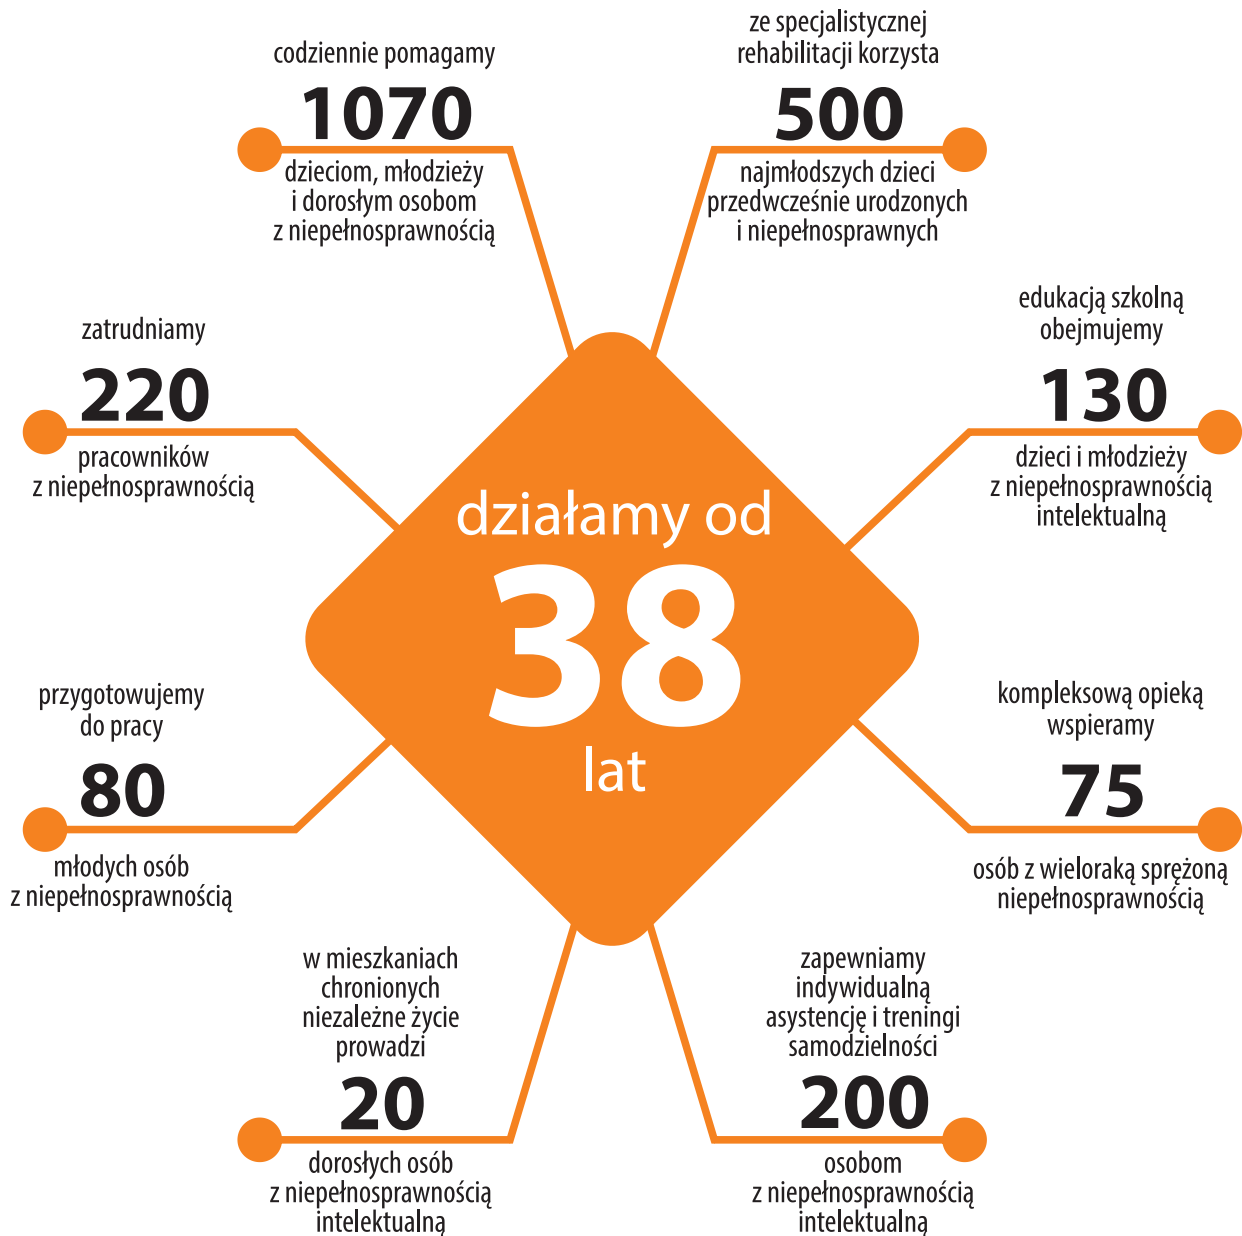 codziennie pomagamy
1070
dzieciom, młodzieży
i dorosłym osobom
z niepełnosprawnością
ze specjalistycznej
rehabilitacji korzysta
500
najmłodszych dzieci
przedwcześnie urodzonych
i niepełnosprawnych
zatrudniamy
220
pracowników
z niepełnosprawnością
edukacją szkolną
obejmujemy
130
dzieci i młodzieży
z niepełnosprawnością
intelektualną
działamy od
38
lat
przygotowujemy
do pracy
80
młodych osób
z niepełnosprawnością
kompleksową opieką
wspieramy
75
osób z wieloraką sprężoną
niepełnosprawnością
w mieszkaniach
chronionych
niezależne życie
prowadzi
20
dorosłych osób
z niepełnosprawnością
intelektualną
zapewniamy
indywidualną
asystencję i treningi
samodzielności
200
osobom
z niepełnosprawnością
intelektualną